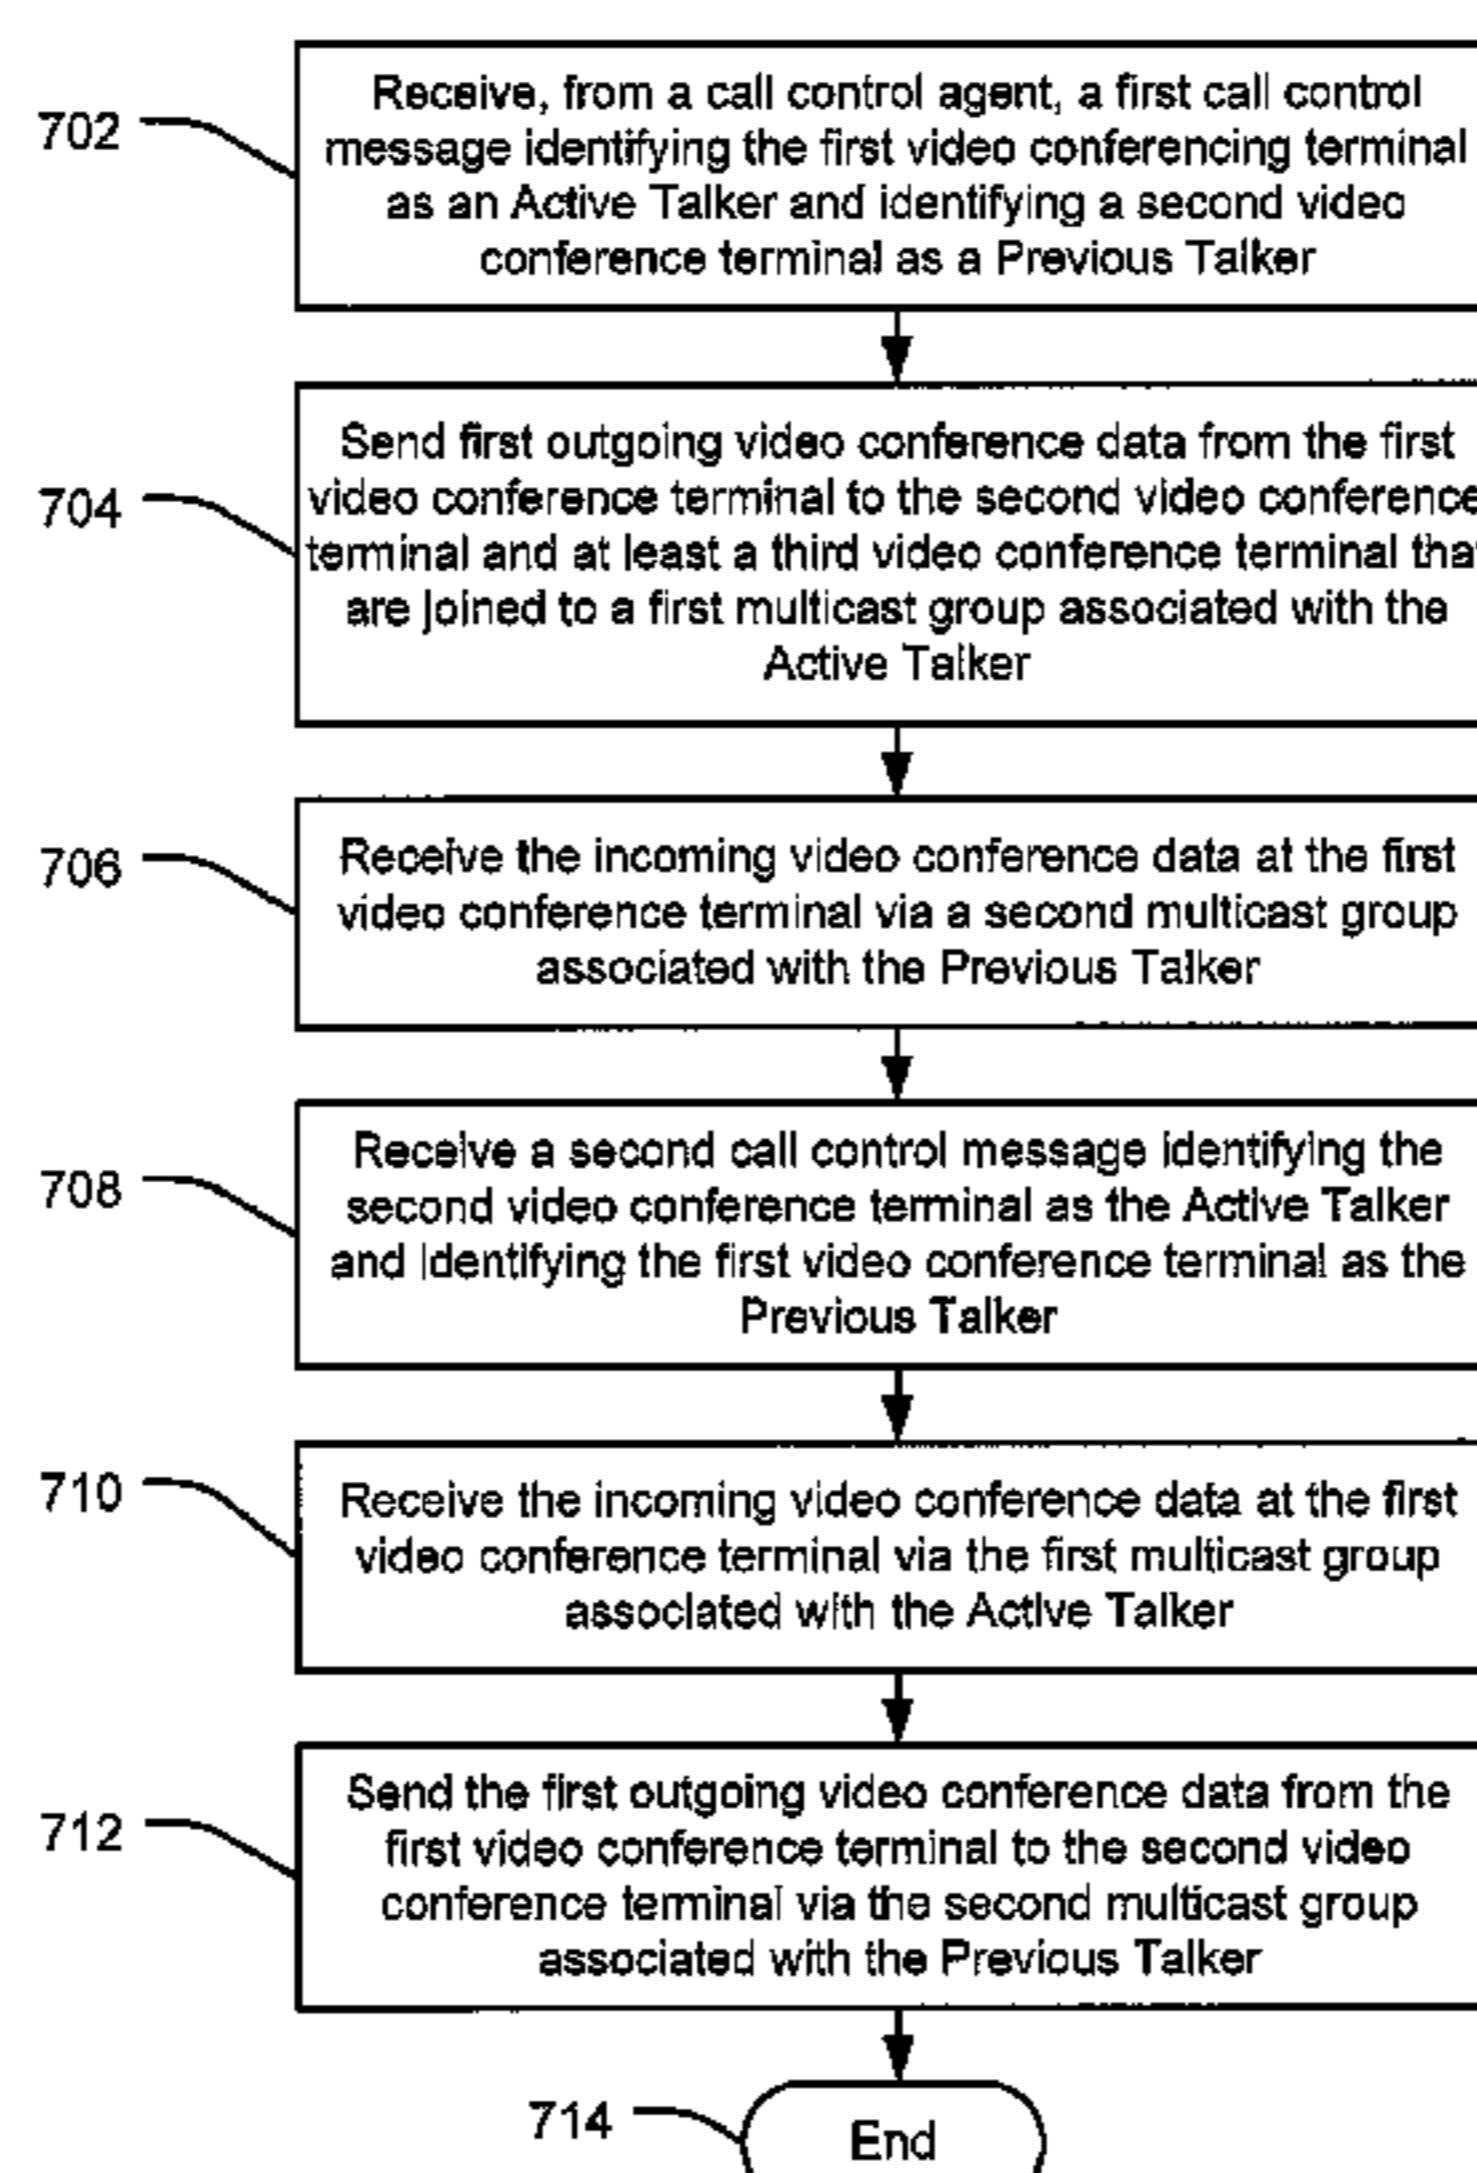 702
Receive, from a call control agent, a first call control
message identifying the first video conferencing terminal
as an Active Talker and identifying a second video
conference terminal as a Previous Talker
704
Send first outgoing video conference data from the first
video conference terminal to the second video conference
terminal and at least a third video conference terminal
are joined to a first multicast group associated with the
Active Talker
706
Receive the incoming video conference data at the first
video conference terminal via a second multicast group
associated with the Previous Talker
708
Receive a second call control message identifying the
second video conference terminal as the Active Talker
and identifying the first video conference terminal as the
Previous Talker
710
Receive the incoming video conference data at the first
video conference terminal via the first multicast group
associated with the Active Talker
712
Send the first outgoing video conference data from the
first video conference terminal to the second video
conference terminal via the second multicast group
associated with the Previous Talker
714
End